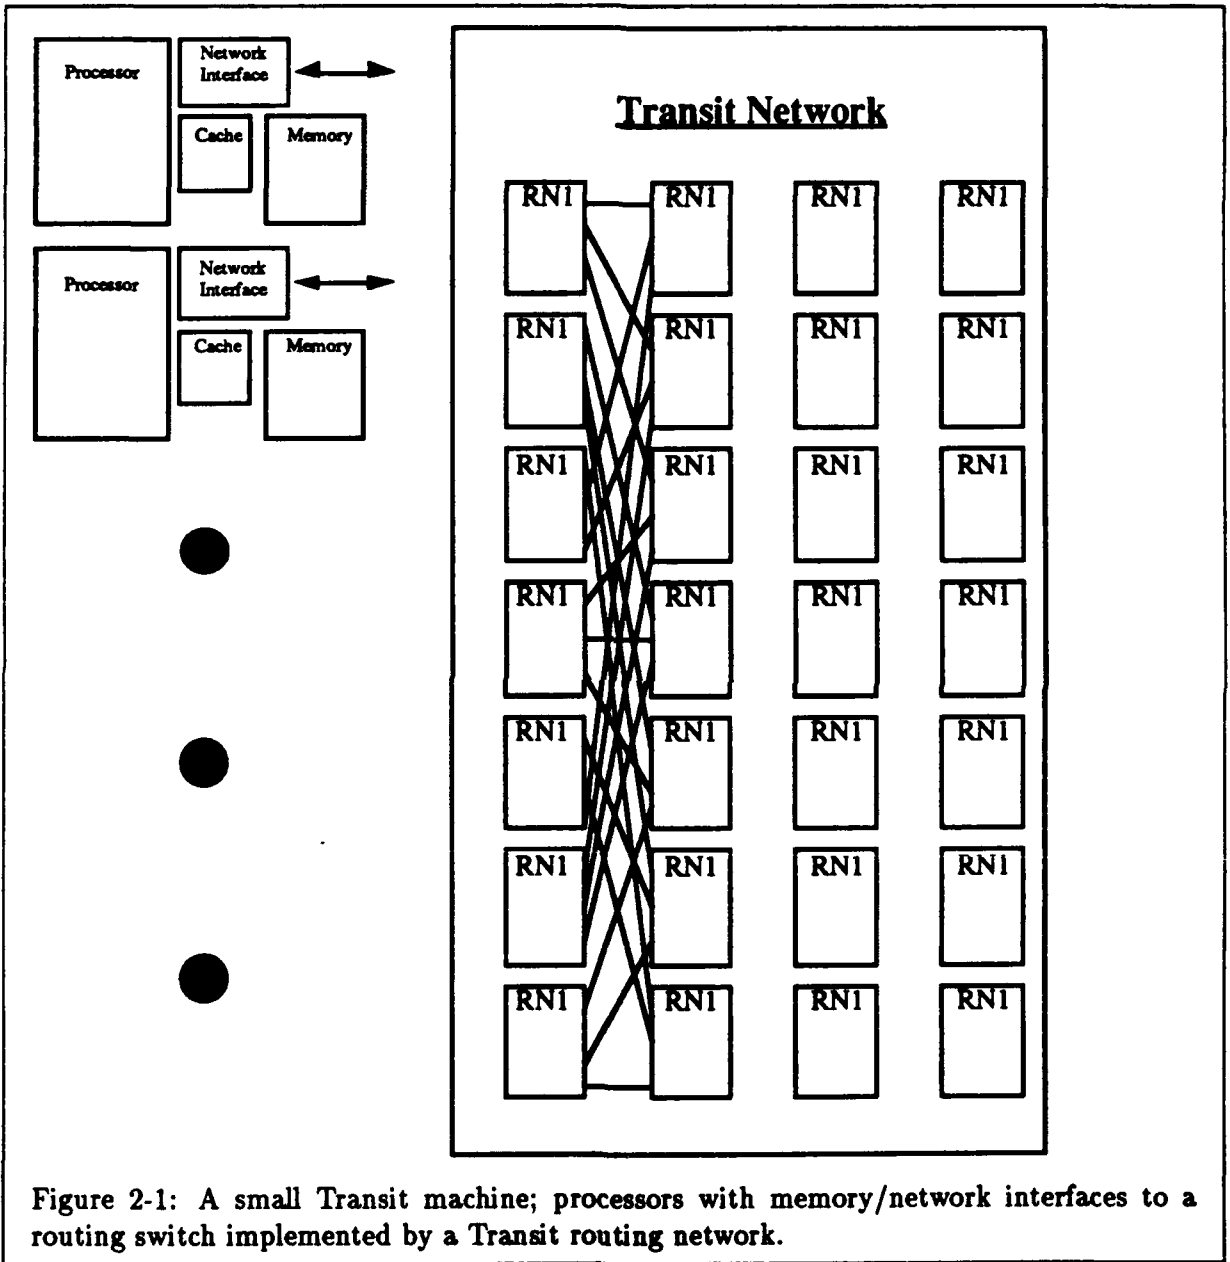 Processor
Network
Interface
Cache
Memory
Processor
Network
Interface
Cache
Memory
Transit Network
RN1 RN1 RN1 RN1
RN1 RN1 RN1 RN1
RN1 RN1 RN1 RN1
RN1 RN1 RN1 RN1
RN1 RN1 RN1 RN1
RN1 RN1 RN1 RN1
RN1 RN1 RN1 RN1
Figure 2-1: A small Transit machine; processors with memory/network interfaces to a
routing switch implemented by a Transit routing network.